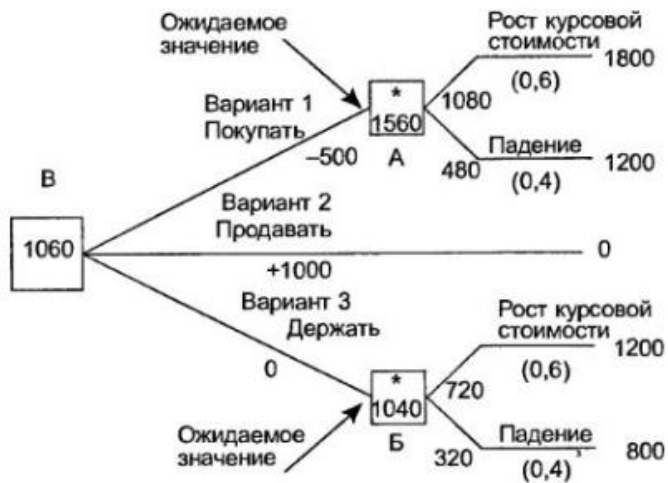 Ожидаемое
значение
Рост курсовой
стоимости
1800
(0,6)
Вариант 1
Покупать
*
1560
1080
–500
А
480
Падение
1200
(0,4)
В
1060
Вариант 2
Продавать
0
+1000
Вариант 3
Держать
Рост курсовой
стоимости
1200
(0,6)
0
*
1040
720
Ожидаемое
значение
Б
320
Падение
800
(0,4)